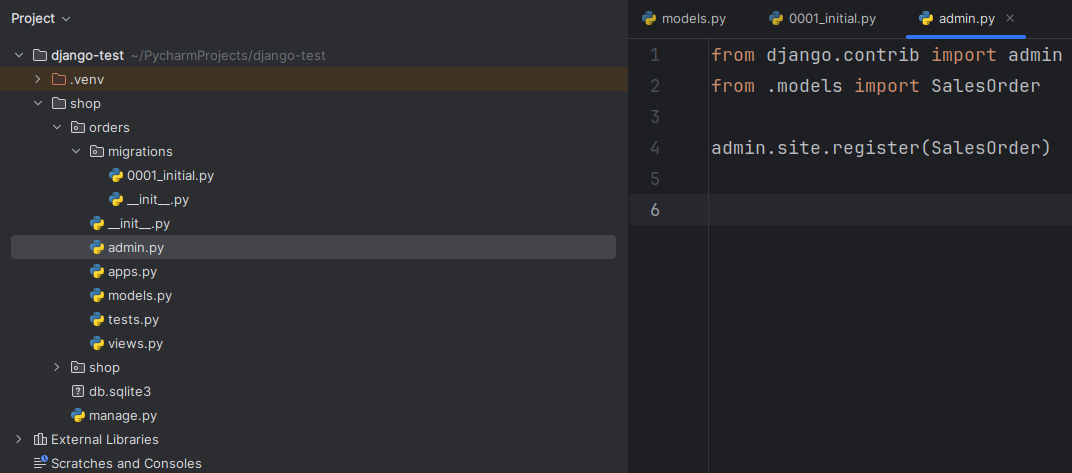 Project
django-test ~/PycharmProjects/django-test
.venv
shop
orders
migrations
0001_initial.py
__init__.py
__init__.py
admin.py
apps.py
models.py
tests.py
views.py
shop
db.sqlite3
manage.py
External Libraries
Scratches and Consoles
models.py 0001_initial.py admin.py
1 from django.contrib import admin
2 from .models import SalesOrder
3
4 admin.site.register(SalesOrder)
5
6